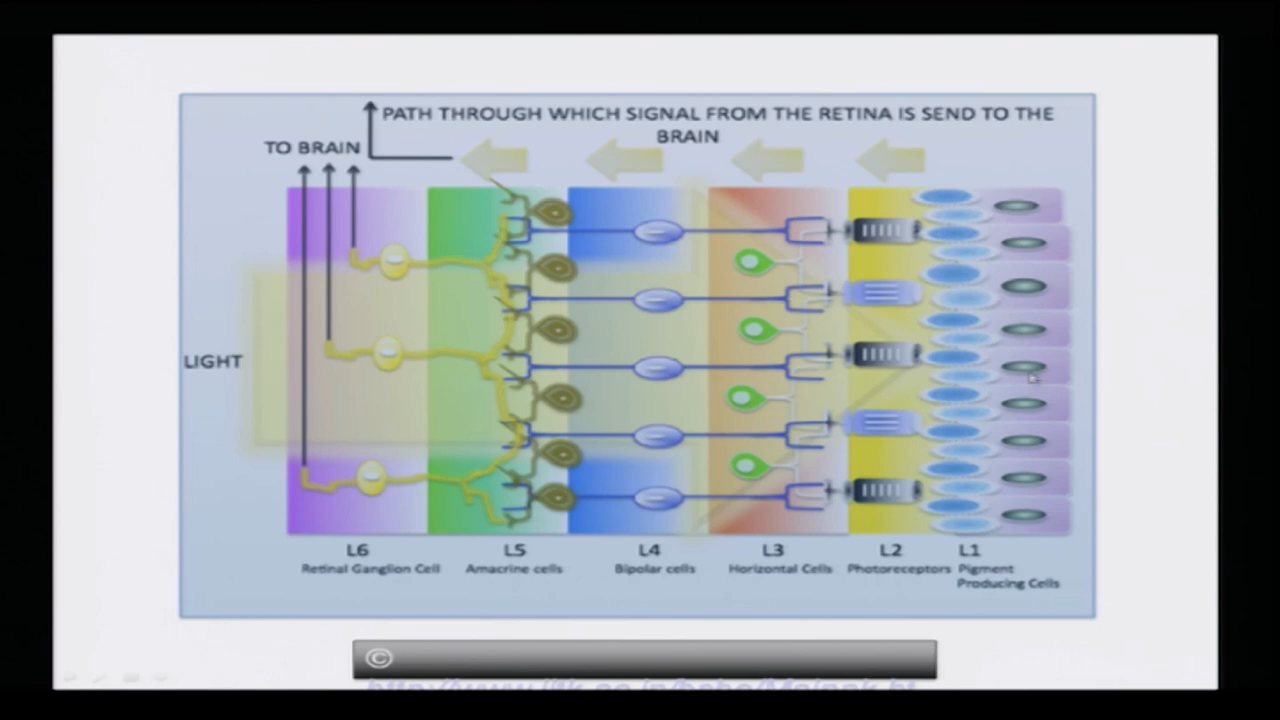 PATH THROUGH WHICH SIGNAL FROM THE RETINA IS SEND TO THE
BRAIN
TO BRAIN
LIGHT
L6 L5 L4 L3 L2 L1
Retinal Ganglion Cell Amacrine cells Bipolar cells Horizontal Cells Photoreceptors Pigment
Producing Cells
©